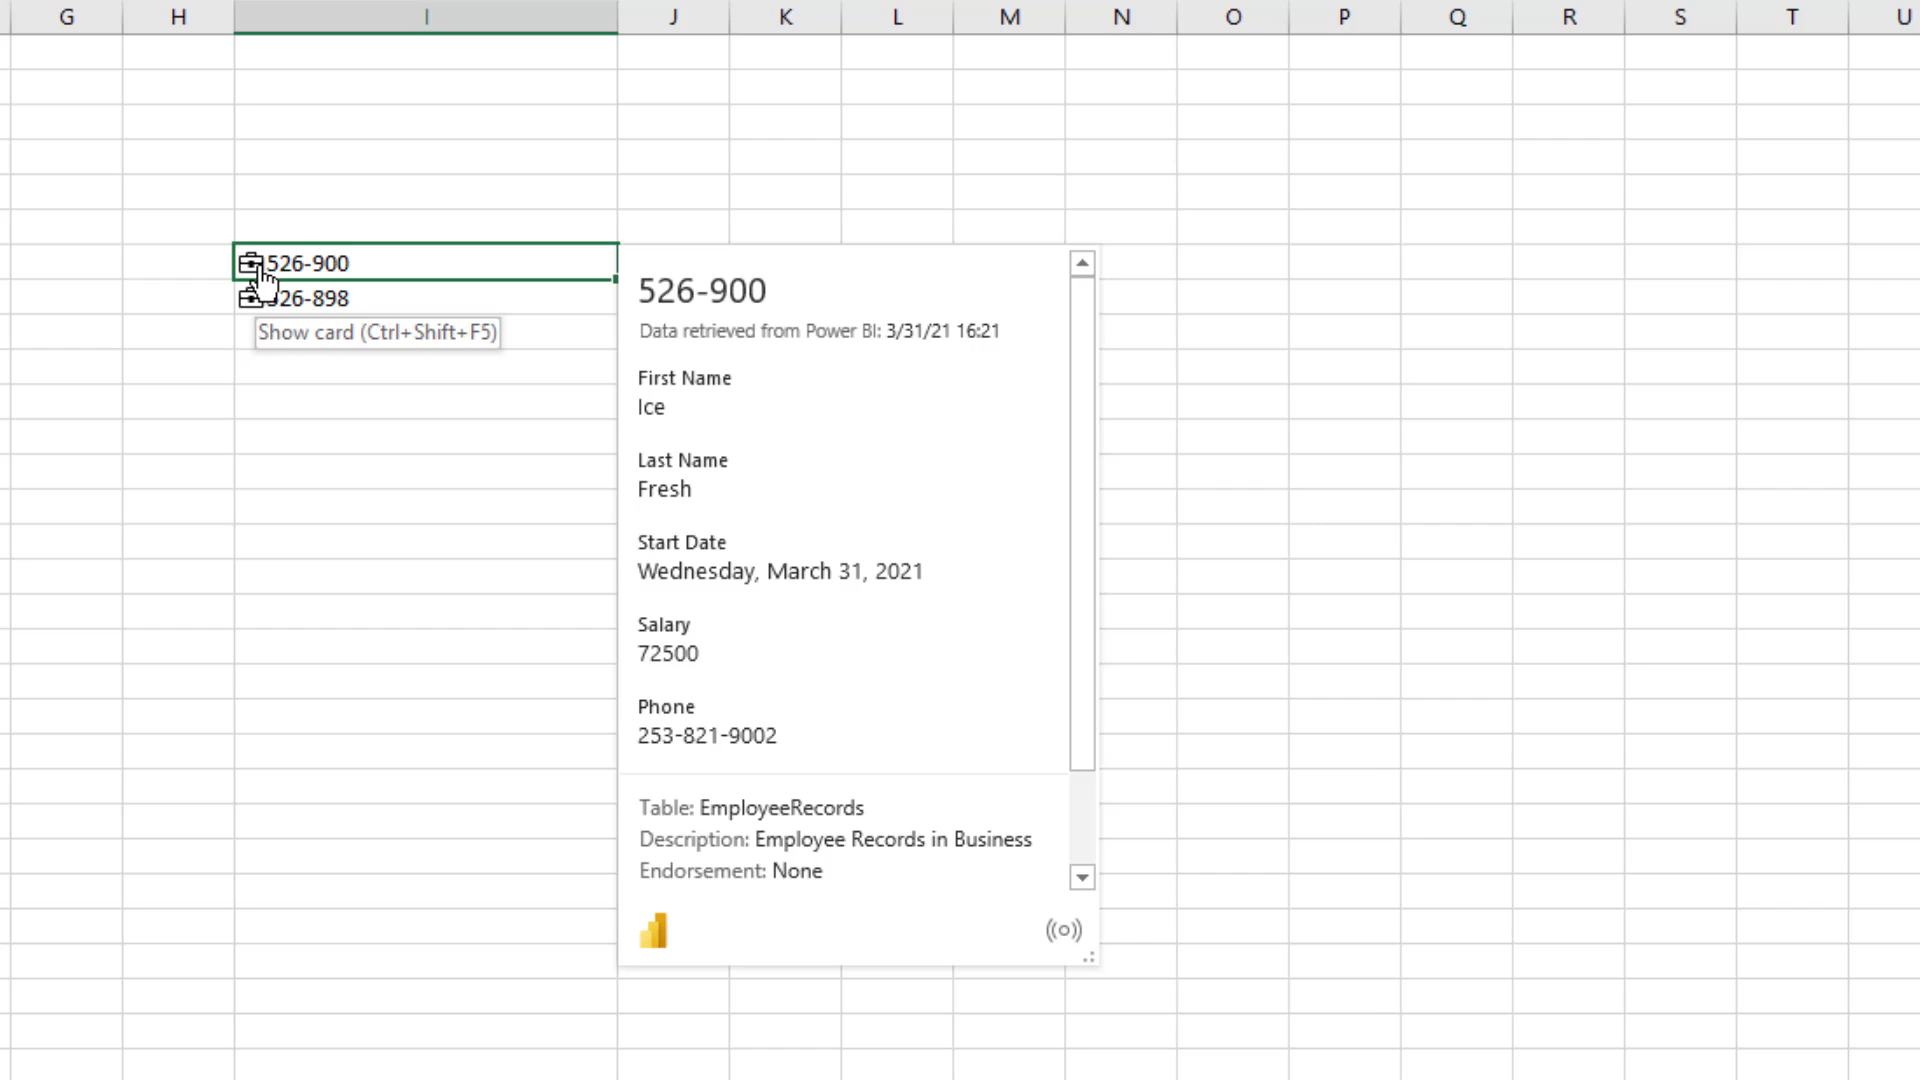 G H I J K L M N O P Q R S T U
526-900
526-898
Show card (Ctrl+Shift+F5)
526-900
Data retrieved from Power BI: 3/31/21 16:21
First Name
Ice
Last Name
Fresh
Start Date
Wednesday, March 31, 2021
Salary
72500
Phone
253-821-9002
Table: EmployeeRecords
Description: Employee Records in Business
Endorsement: None